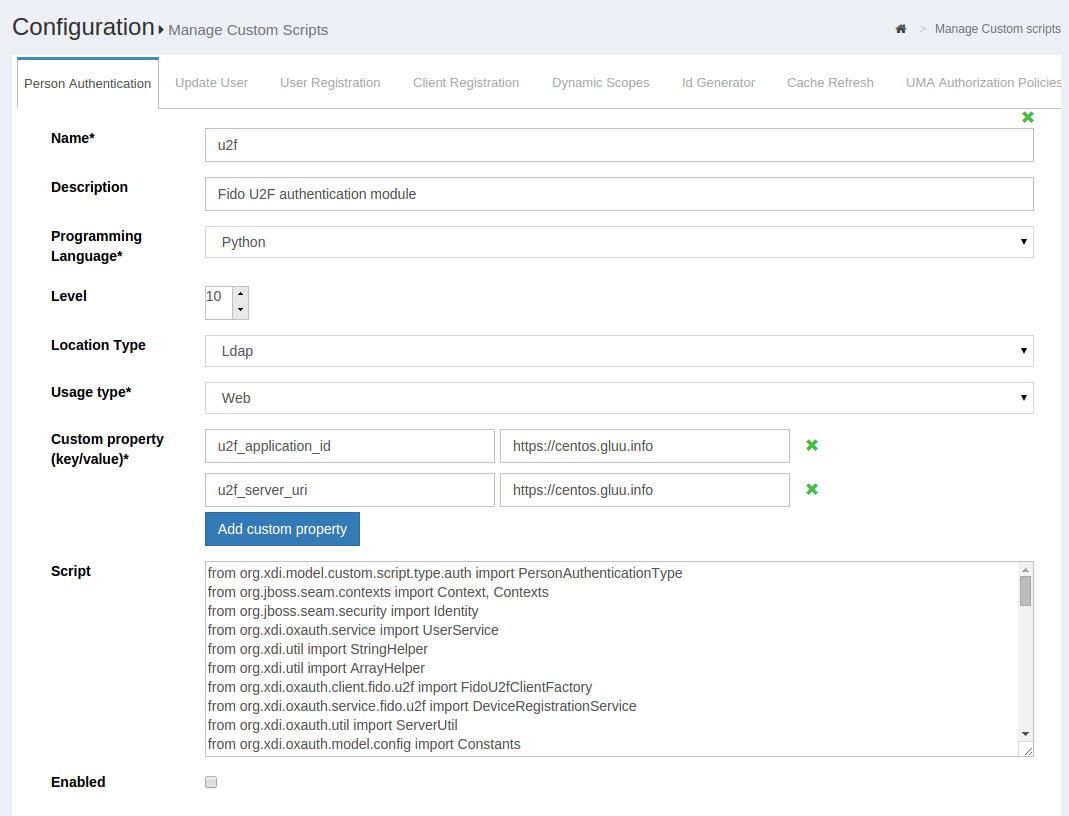 Configuration Manage Custom Scripts
> Manage Custom scripts
Person Authentication Update User User Registration Client Registration Dynamic Scopes Id Generator Cache Refresh UMA Authorization Policies
Name*
u2f
Description
Fido U2F authentication module
Programming
Language*
Python
Level
10
Location Type
Ldap
Usage type*
Web
Custom property
(key/value)*
u2f_application_id https://centos.gluu.info
u2f_server_uri https://centos.gluu.info
Add custom property
Script
from org.xdi.model.custom.script.type.auth import PersonAuthenticationType
from org.jboss.seam.contexts import Context, Contexts
from org.jboss.seam.security import Identity
from org.xdi.oxauth.service import UserService
from org.xdi.util import StringHelper
from org.xdi.util import ArrayHelper
from org.xdi.oxauth.client.fido.u2f import FidoU2fClientFactory
from org.xdi.oxauth.service.fido.u2f import DeviceRegistrationService
from org.xdi.oxauth.util import ServerUtil
from org.xdi.oxauth.model.config import Constants
Enabled